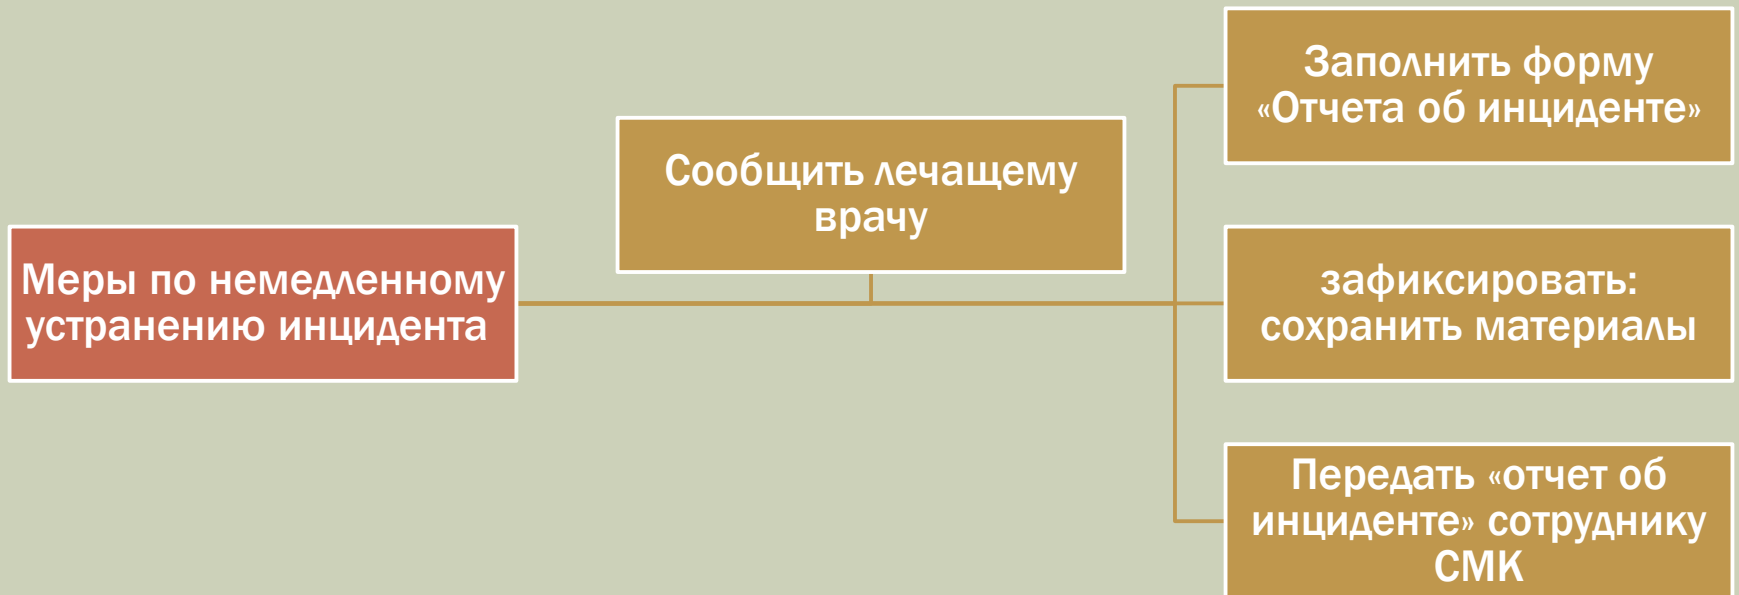 Меры по немедленному
устранению инцидента
Сообщить лечащему
врачу
Заполнить форму
«Отчета об инциденте»
зафиксировать:
сохранить материалы
Передать «отчет об
инциденте» сотруднику
СМК